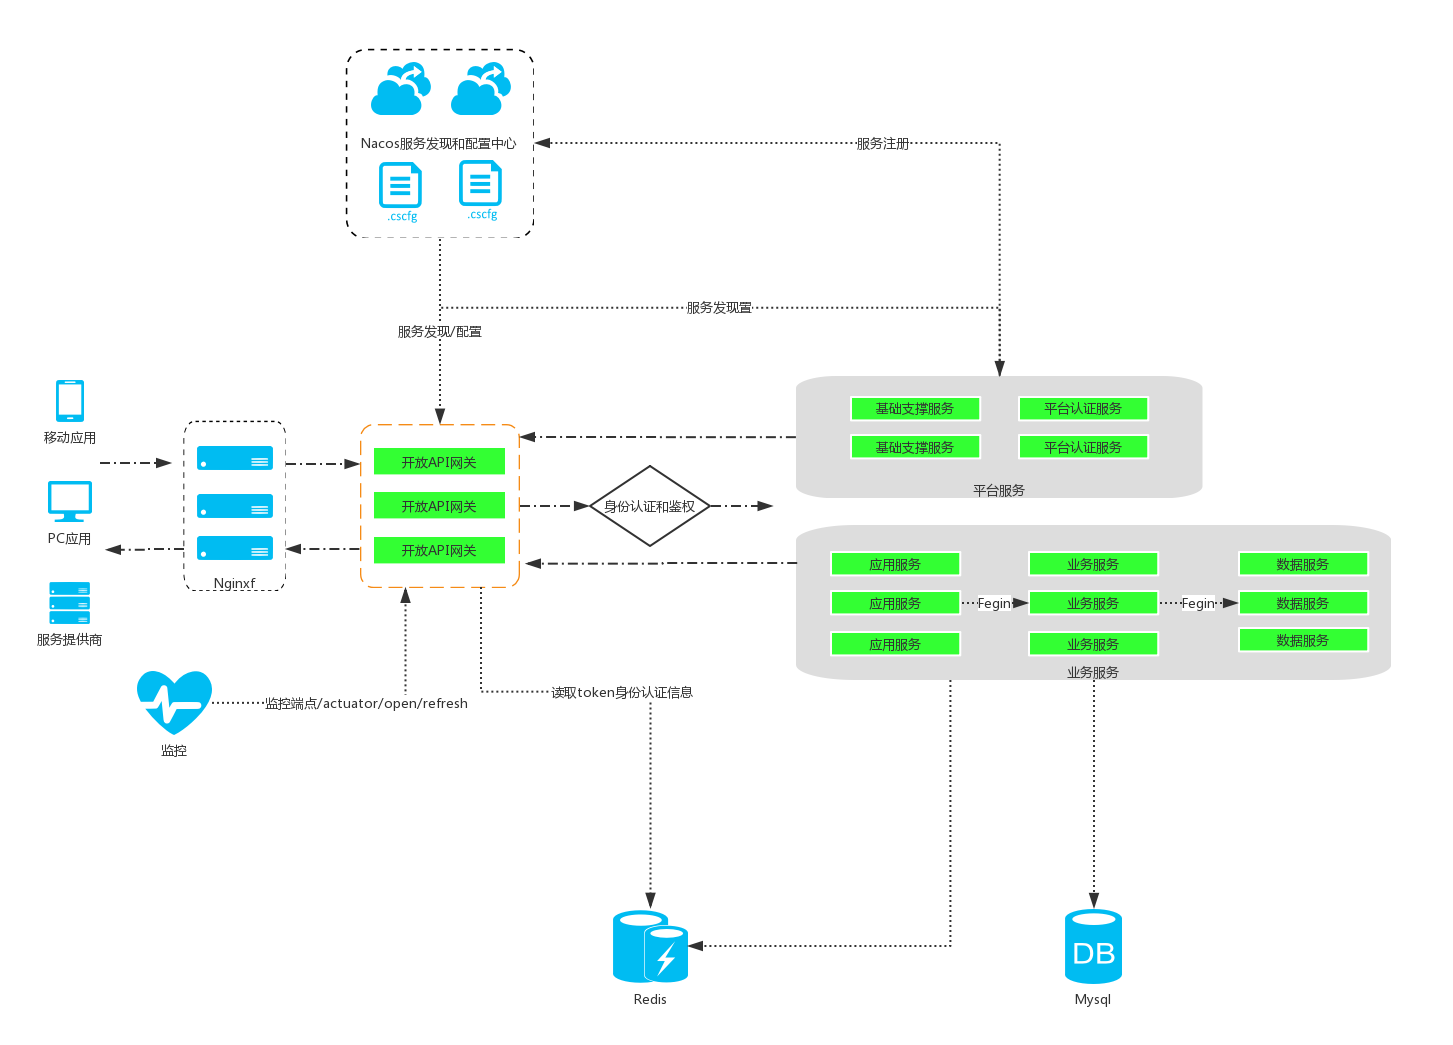 Nacos服务发现和配置中心
服务注册
.cscfg
.cscfg
服务发现置
服务发现/配置
移动应用
PC应用
服务提供商
Nginxf
开放API网关
开放API网关
开放API网关
身份认证和鉴权
基础支撑服务
平台认证服务
基础支撑服务
平台认证服务
平台服务
应用服务
业务服务
数据服务
应用服务
Fegin
业务服务
Fegin
数据服务
应用服务
业务服务
数据服务
业务服务
监控端点/actuator/open/refresh
读取token身份认证信息
监控
DB
Redis
Mysql